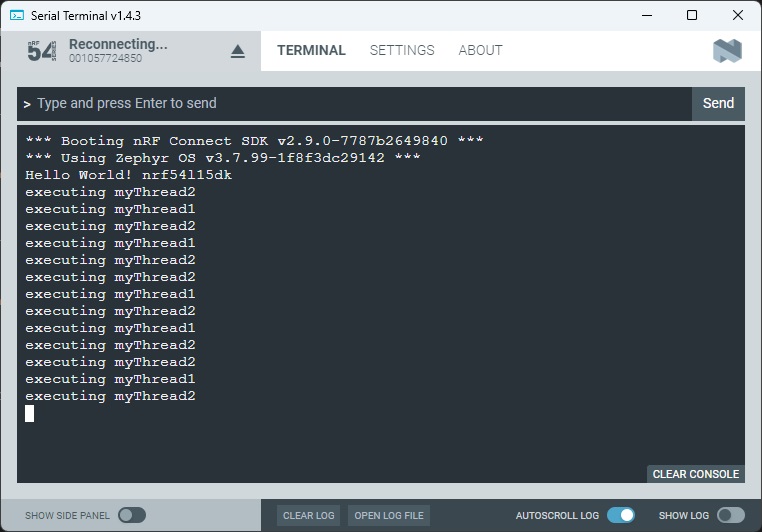 Serial Terminal v1.4.3
nRF
54
SERIES
Reconnecting...
001057724850
TERMINAL
SETTINGS
ABOUT
> Type and press Enter to send
Send
*** Booting nRF Connect SDK v2.9.0-7787b2649840 ***
*** Using Zephyr OS v3.7.99-1f8f3dc29142 ***
Hello World! nrf54l15dk
executing myThread2
executing myThread1
executing myThread2
executing myThread1
executing myThread2
executing myThread2
executing myThread1
executing myThread2
executing myThread1
executing myThread2
executing myThread2
executing myThread1
executing myThread2
CLEAR CONSOLE
SHOW SIDE PANEL
CLEAR LOG
OPEN LOG FILE
AUTOSCROLL LOG
SHOW LOG